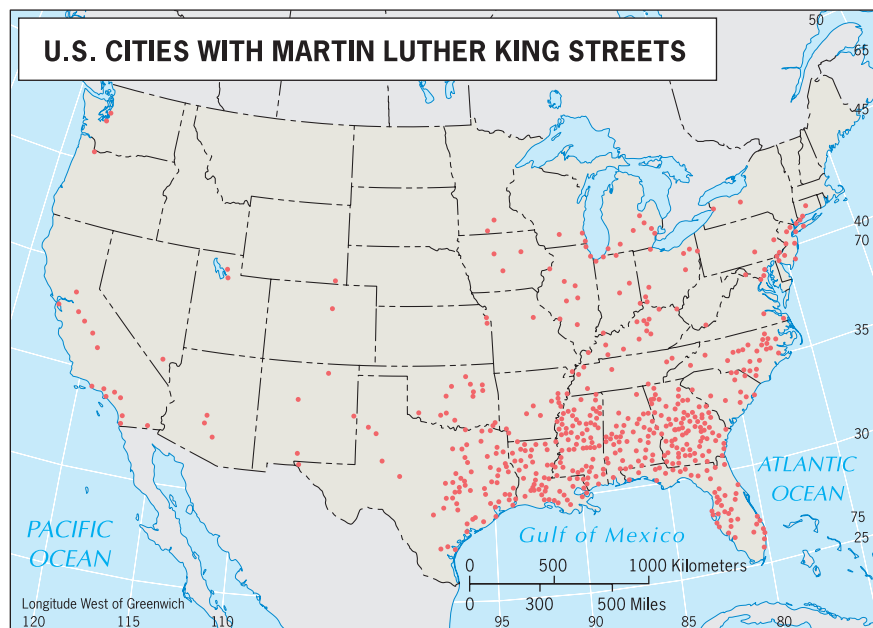 U.S. CITIES WITH MARTIN LUTHER KING STREETS
50
65
45
40
70
35
30
ATLANTIC
OCEAN
75
25
PACIFIC
OCEAN
Gulf of Mexico
0 500 1000 Kilometers
0 300 500 Miles
Longitude West of Greenwich
120 115 110 95 90 85 80